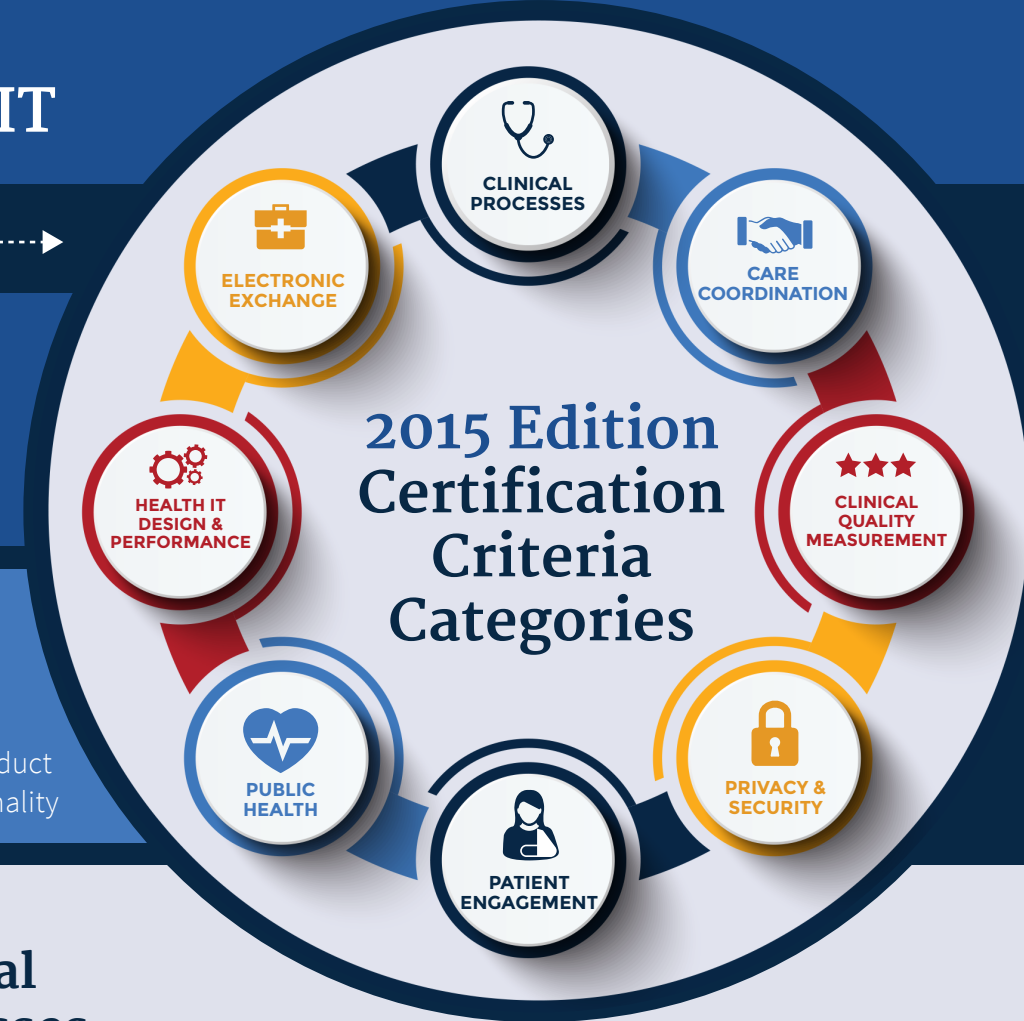 IT
CLINICAL
PROCESSES
CARE
COORDINATION
CLINICAL
QUALITY
MEASUREMENT
PRIVACY &
SECURITY
PATIENT
ENGAGEMENT
PUBLIC
HEALTH
HEALTH IT
DESIGN &
PERFORMANCE
ELECTRONIC
EXCHANGE
2015 Edition
Certification
Criteria
Categories
duct
nality
al